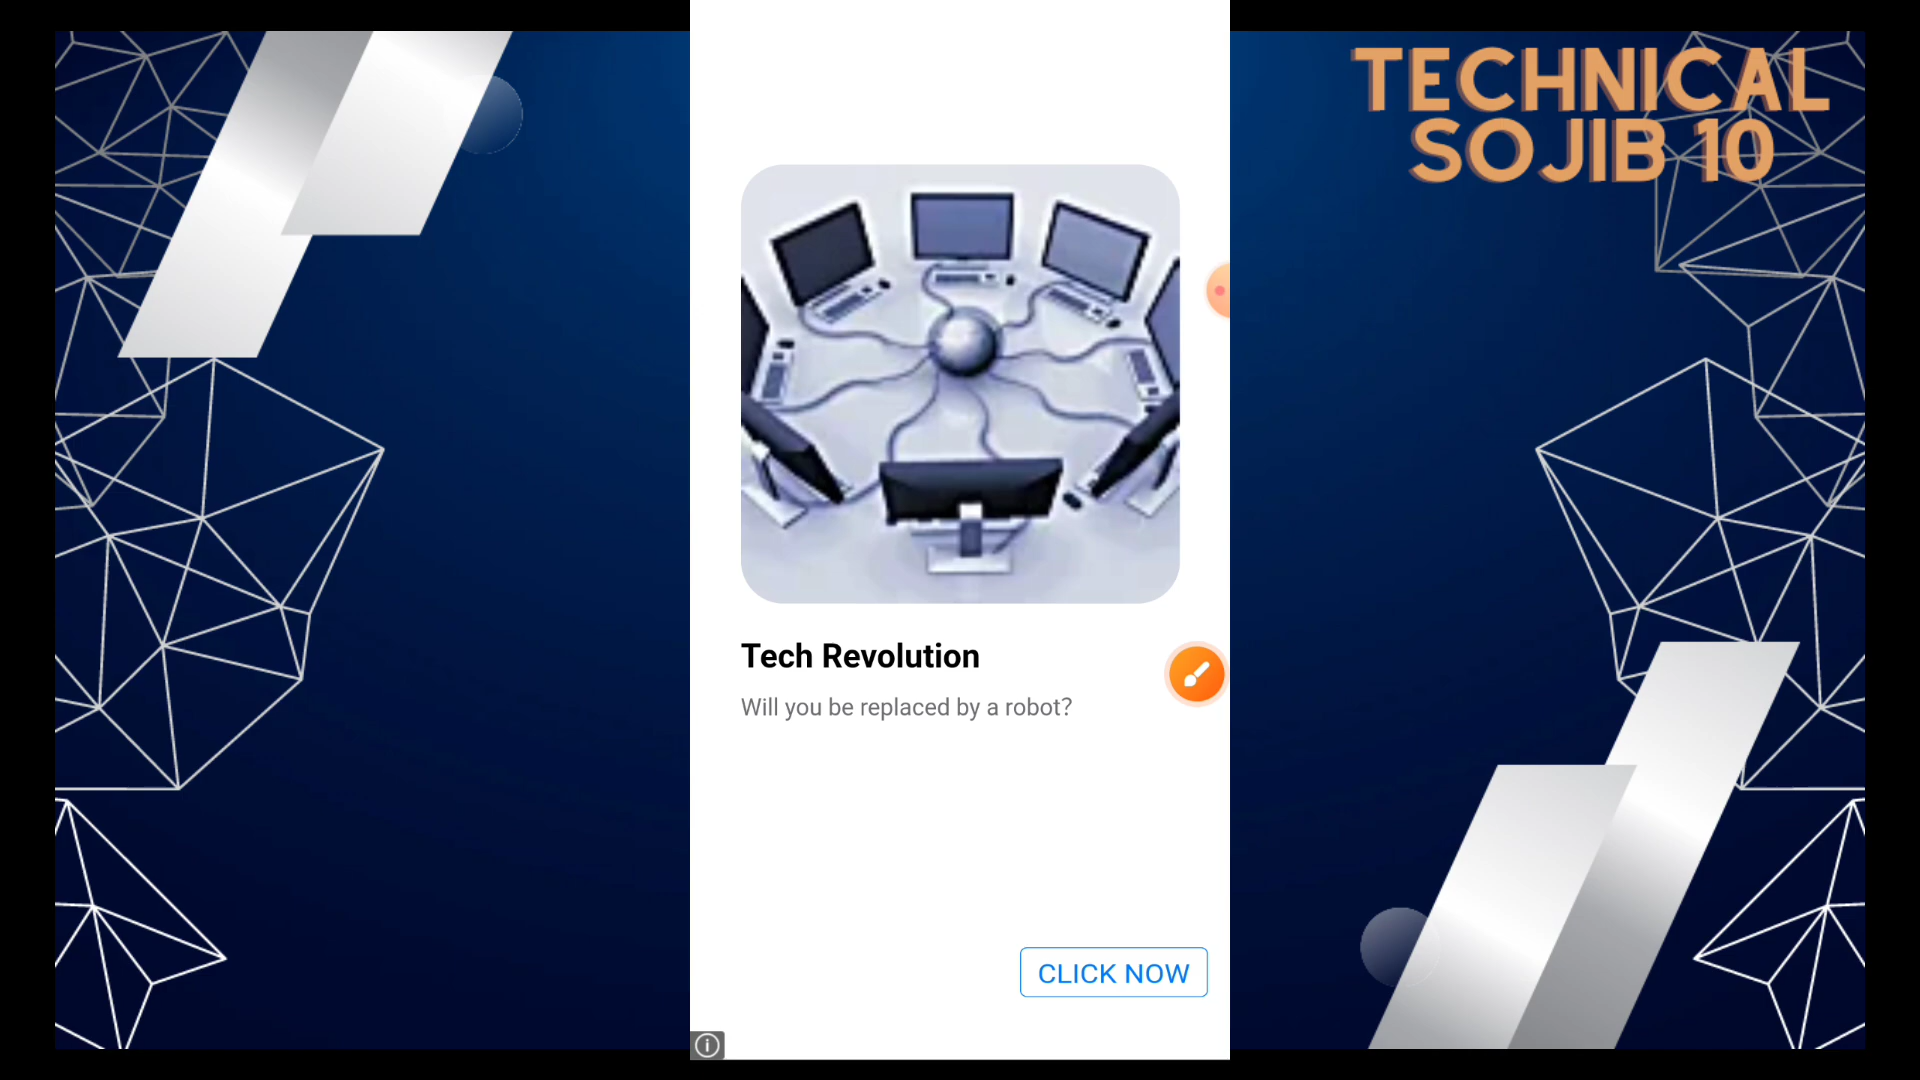 TECHNICAL
SOJIB 10
Tech Revolution
Will you be replaced by a robot?
CLICK NOW